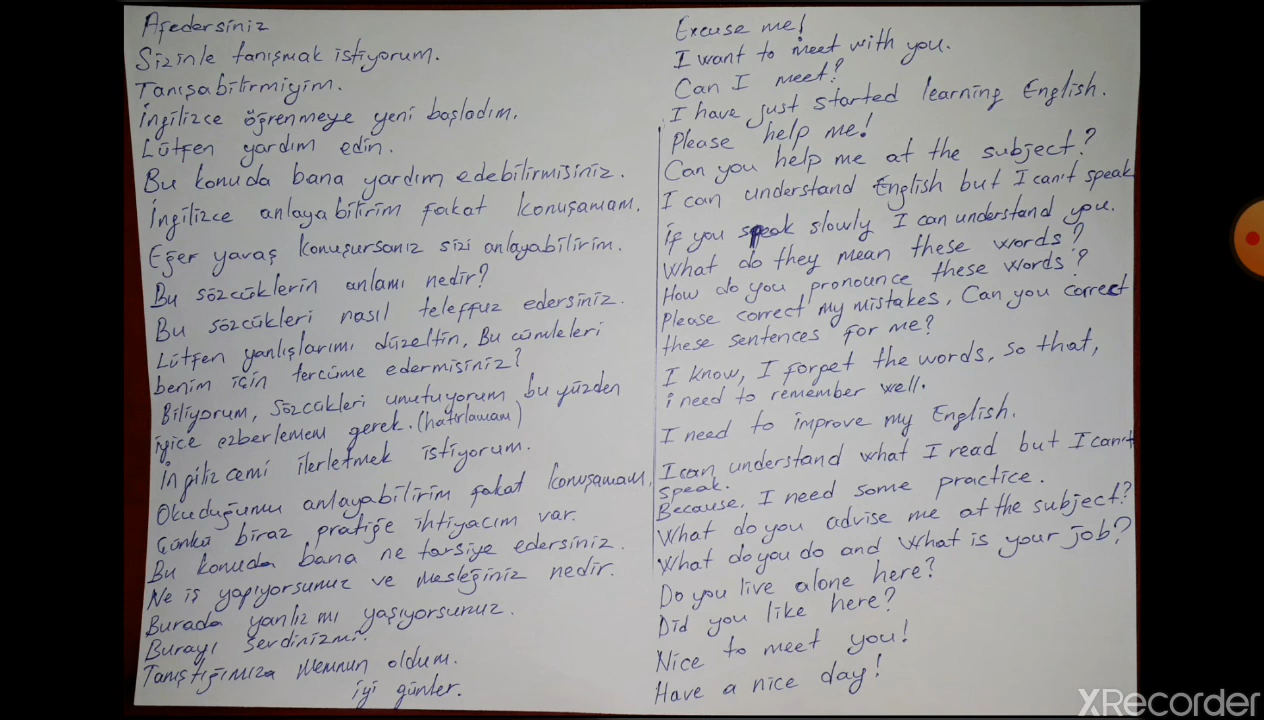 Afedersiniz
Sizinle tanışmak istiyorum.
Tanışabilirmiyim.
İngilizce öğrenmeye yeni başladım.
Lütfen yardım edin.
Bu konuda bana yardım edebilirmisiniz.
İngilizce anlayabilirim fakat konuşamam.
Eğer yavaş konuşursanız sizi anlayabilirim.
Bu sözcüklerin anlamı nedir?
Bu sözcükleri nasıl teleffuz edersiniz.
Lütfen yanlışlarımı düzeltin, Bu cümleleri
benim için tercüme edermisiniz?
Biliyorum, sözcükleri unutuyorum bu yüzden
iyice ezberlemem gerek. (hatırlamam)
İngilizcemi ilerletmek istiyorum.
Okuduğunu anlayabilirim fakat konuşamam,
Çünkü biraz pratiğe ihtiyacım var.
Bu konuda bana ne tavsiye edersiniz.
Ne iş yapıyorsunuz ve mesleğiniz nedir.
Burada yanlız mı yaşıyorsunuz.
Burayı Sevdinizmi.
Tanıştığımıza Memnun oldum.
iyi günler.
Excuse me!
I want to meet with you.
Can I meet?
I have just started learning English.
Please help me!
Can you help me at the subject?
I can understand English but I can't speak
if you speak slowly I can understand you.
What do they mean these words?
How do you pronounce these words?
Please correct my mistakes, Can you correct
these sentences for me?
I know, I forget the words, so that,
i need to remember well.
I need to improve my English.
I can understand what I read but I can't
speak.
Because, I need some practice.
What do you advise me at the subject?
What do you do and What is your job?
Do you live alone here?
Did you like here?
Nice to meet you!
Have a nice day!
XRecorder